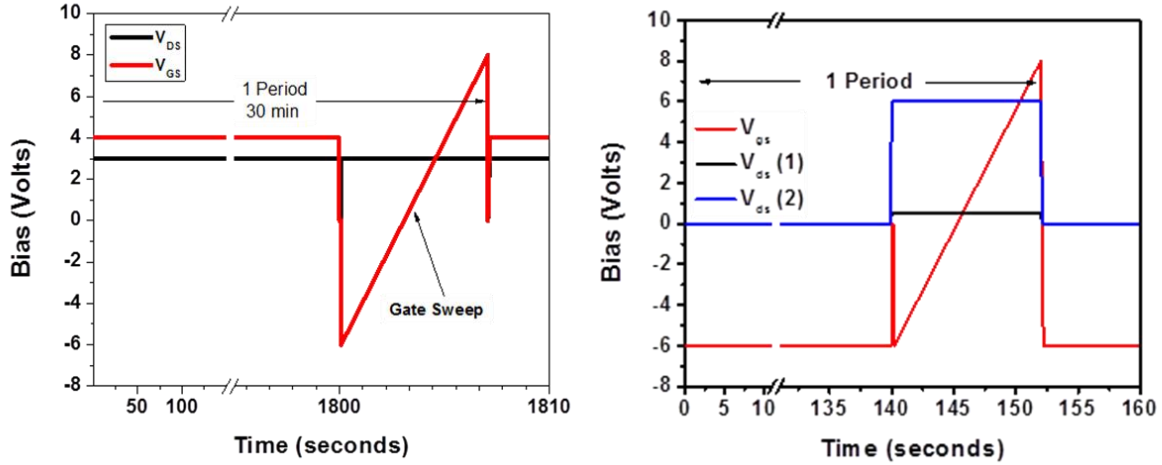 10
8
6
4
2
0
-2
-4
-6
-8
Bias (Volts)
V_DS
V_GS
1 Period
30 min
Gate Sweep
50 100 1800 1810
Time (seconds)
10
8
6
4
2
0
-2
-4
-6
-8
Bias (Volts)
1 Period
V_gs
V_ds (1)
V_ds (2)
0 5 10 135 140 145 150 155 160
Time (seconds)